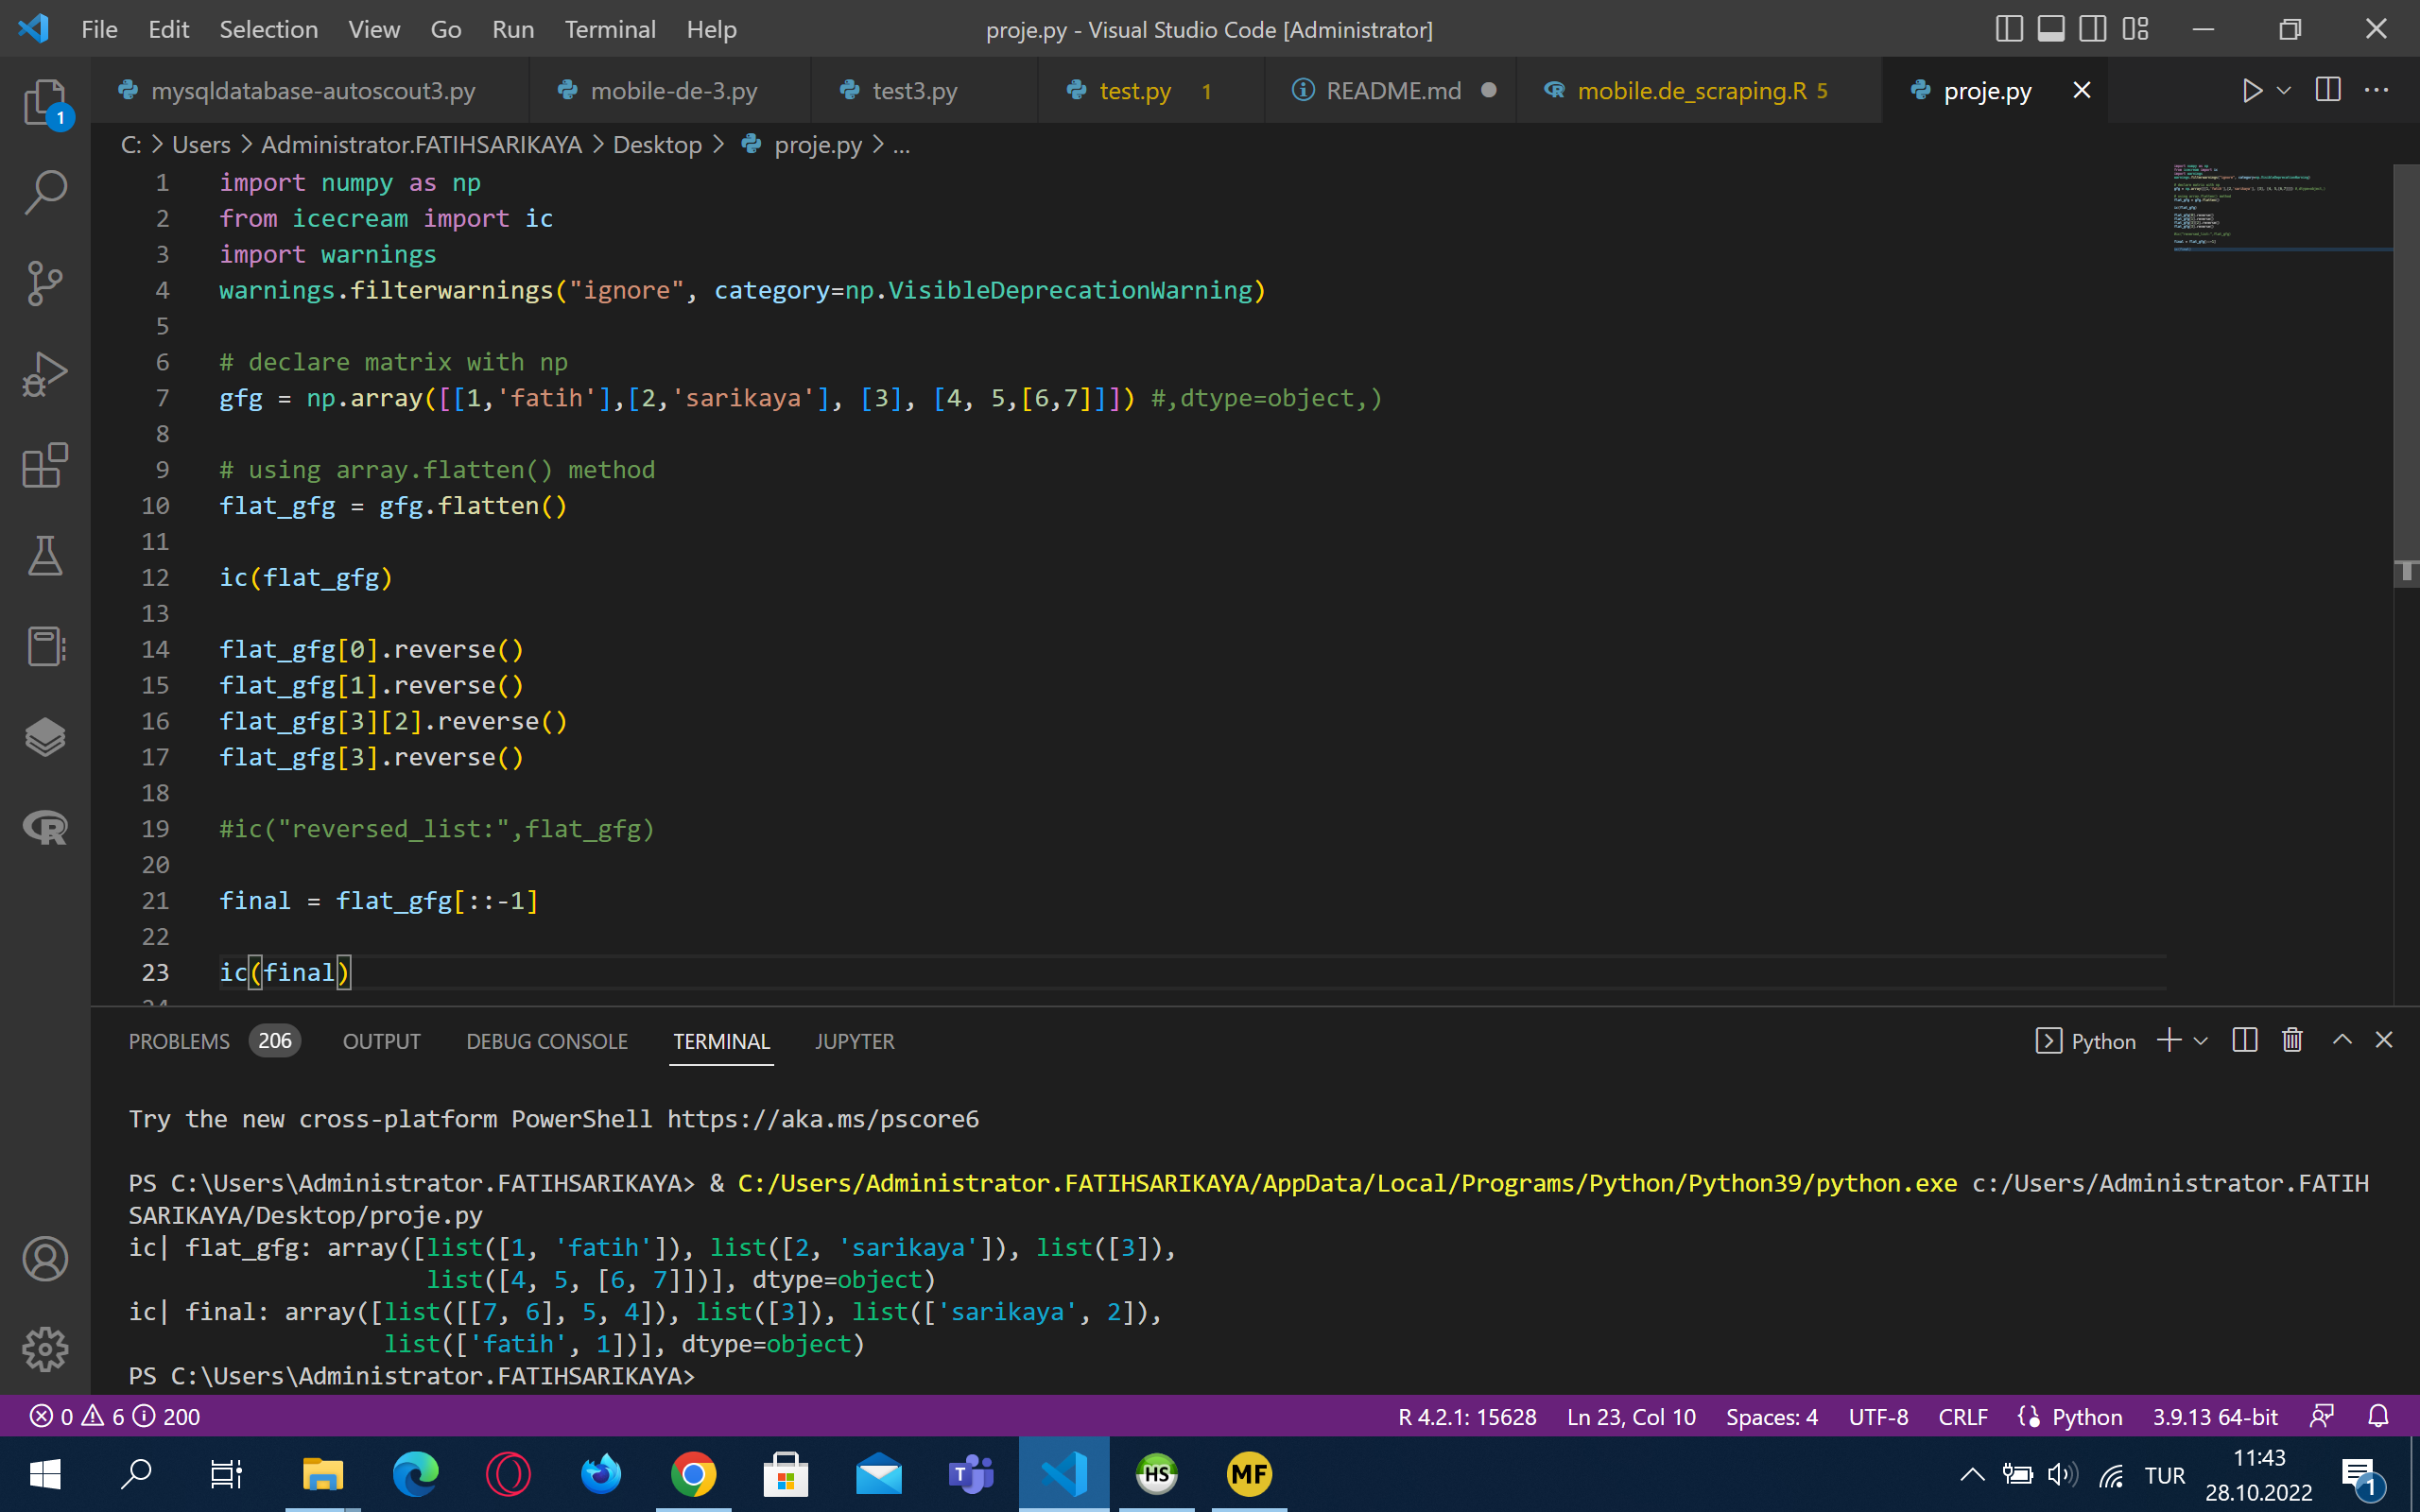 File Edit Selection View Go Run Terminal Help
proje.py - Visual Studio Code [Administrator]
mysqldatabase-autoscout3.py mobile-de-3.py test3.py test.py 1 README.md mobile.de_scraping.R 5 proje.py
1
C: > Users > Administrator.FATIHSARIKAYA > Desktop > proje.py > ...
1 import numpy as np
2 from icecream import ic
3 import warnings
4 warnings.filterwarnings("ignore", category=np.VisibleDeprecationWarning)
5
6 # declare matrix with np
7 gfg = np.array([[1,'fatih'],[2,'sarikaya'], [3], [4, 5,[6,7]]]) #,dtype=object,)
8
9 # using array.flatten() method
10 flat_gfg = gfg.flatten()
11
12 ic(flat_gfg)
13
14 flat_gfg[0].reverse()
15 flat_gfg[1].reverse()
16 flat_gfg[3][2].reverse()
17 flat_gfg[3].reverse()
18
19 #ic("reversed_list:",flat_gfg)
20
21 final = flat_gfg[::-1]
22
23 ic(final)
24
PROBLEMS 206 OUTPUT DEBUG CONSOLE TERMINAL JUPYTER Python
Try the new cross-platform PowerShell https://aka.ms/pscore6
PS C:\Users\Administrator.FATIHSARIKAYA> & C:/Users/Administrator.FATIHSARIKAYA/AppData/Local/Programs/Python/Python39/python.exe c:/Users/Administrator.FATIH
SARIKAYA/Desktop/proje.py
ic| flat_gfg: array([list([1, 'fatih']), list([2, 'sarikaya']), list([3]),
list([4, 5, [6, 7]])], dtype=object)
ic| final: array([list([[7, 6], 5, 4]), list([3]), list(['sarikaya', 2]),
list(['fatih', 1])], dtype=object)
PS C:\Users\Administrator.FATIHSARIKAYA>
0 6 200 R 4.2.1: 15628 Ln 23, Col 10 Spaces: 4 UTF-8 CRLF Python 3.9.13 64-bit
HS MF TUR 11:43
28.10.2022 1